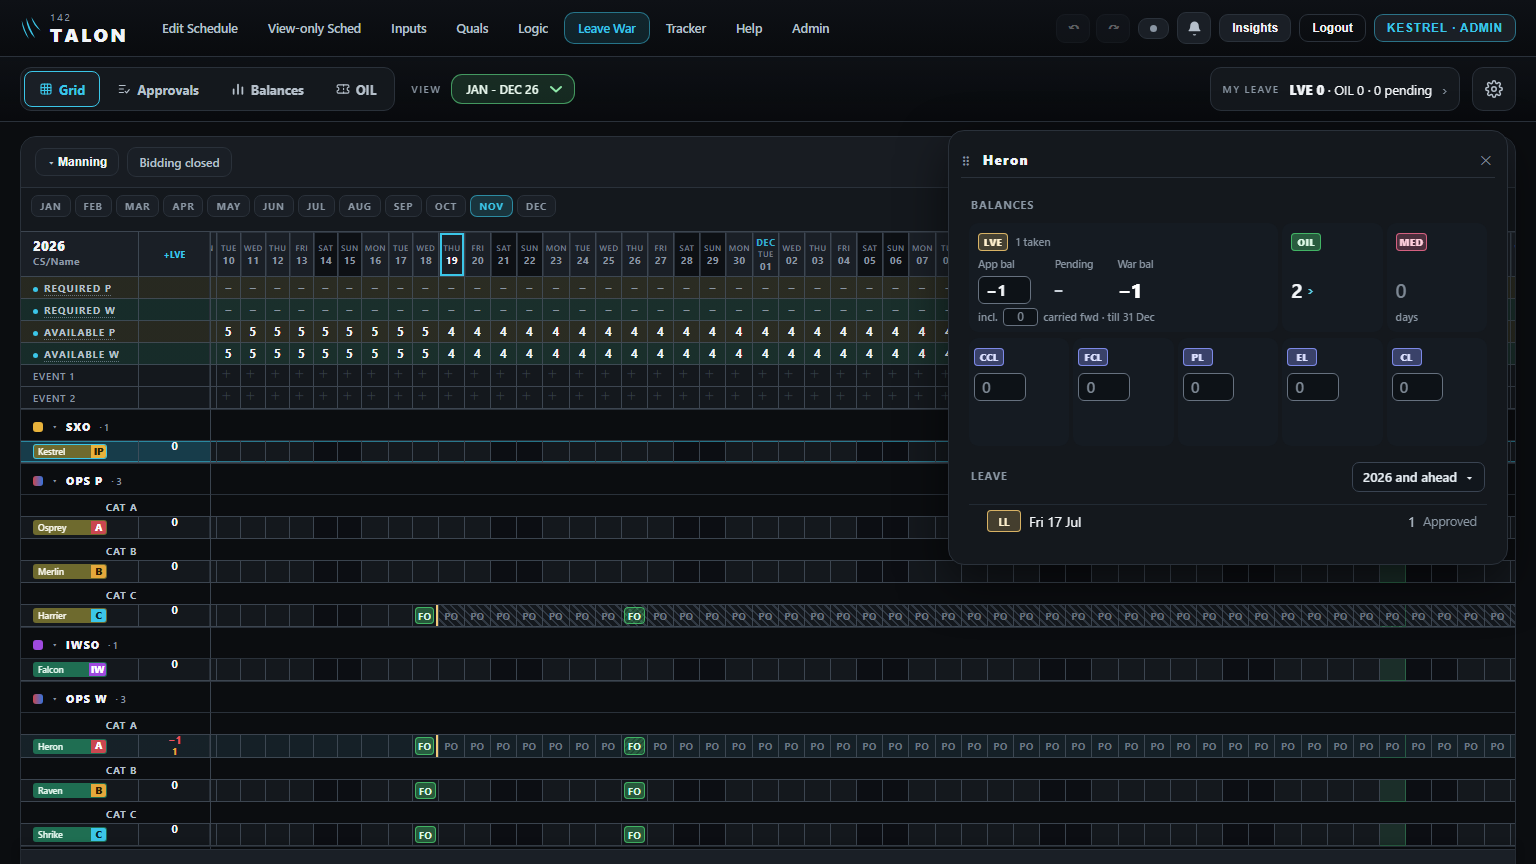 142
TALON
Edit Schedule View-only Sched Inputs Quals Logic Leave War Tracker Help Admin
Insights Logout KESTREL · ADMIN
Grid Approvals Balances OIL VIEW JAN - DEC 26
MY LEAVE LVE 0 · OIL 0 · 0 pending ›
Manning Bidding closed
JAN FEB MAR APR MAY JUN JUL AUG SEP OCT NOV DEC
2026
CS/Name
+LVE
TUE 10 WED 11 THU 12 FRI 13 SAT 14 SUN 15 MON 16 TUE 17 WED 18 THU 19 FRI 20 SAT 21 SUN 22 MON 23 TUE 24 WED 25 THU 26 FRI 27 SAT 28 SUN 29 MON 30 DEC TUE 01 WED 02 THU 03 FRI 04 SAT 05 SUN 06 MON 07
REQUIRED P – – – – – – – – – – – – – – – – – – – – – – – – – – – –
REQUIRED W – – – – – – – – – – – – – – – – – – – – – – – – – – – –
AVAILABLE P 5 5 5 5 5 5 5 5 5 4 4 4 4 4 4 4 4 4 4 4 4 4 4 4 4 4 4 4
AVAILABLE W 5 5 5 5 5 5 5 5 5 4 4 4 4 4 4 4 4 4 4 4 4 4 4 4 4 4 4 4
EVENT 1 + + + + + + + + + + + + + + + + + + + + + + + + + + + +
EVENT 2 + + + + + + + + + + + + + + + + + + + + + + + + + + + +
SXO · 1
Kestrel IP 0
OPS P · 3
CAT A
Osprey A 0
CAT B
Merlin B 0
CAT C
Harrier C 0 FO PO PO PO PO PO PO PO FO PO PO PO PO PO PO PO PO PO PO PO PO PO PO PO PO PO PO PO PO PO PO PO PO PO
IWSO · 1
Falcon IW 0
OPS W · 3
CAT A
Heron A −1 1 FO PO PO PO PO PO PO PO FO PO PO PO PO PO PO PO PO PO PO PO PO PO PO PO PO PO PO PO PO PO PO PO PO PO
CAT B
Raven B 0 FO FO
CAT C
Shrike C 0 FO FO
Heron
BALANCES
LVE 1 taken
App bal Pending War bal
−1 – −1
incl. 0 carried fwd · till 31 Dec
OIL
2 ›
MED
0
days
CCL FCL PL EL CL
0 0 0 0 0
LEAVE 2026 and ahead
LL Fri 17 Jul 1 Approved